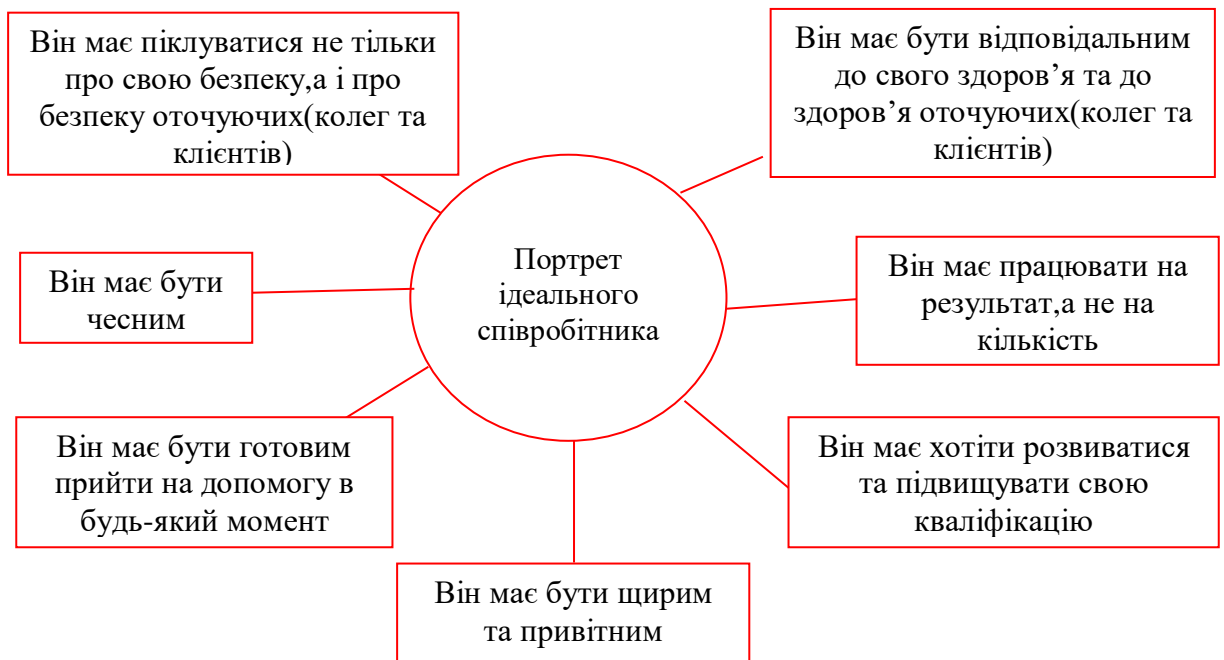 Він має піклуватися не тільки
про свою безпеку,а і про
безпеку оточуючих(колег та
клієнтів)
Він має бути відповідальним
до свого здоров’я та до
здоров’я оточуючих(колег та
клієнтів)
Портрет
ідеального
співробітника
Він має бути
чесним
Він має працювати на
результат,а не на
кількість
Він має бути готовим
прийти на допомогу в
будь-який момент
Він має хотіти розвиватися
та підвищувати свою
кваліфікацію
Він має бути щирим
та привітним